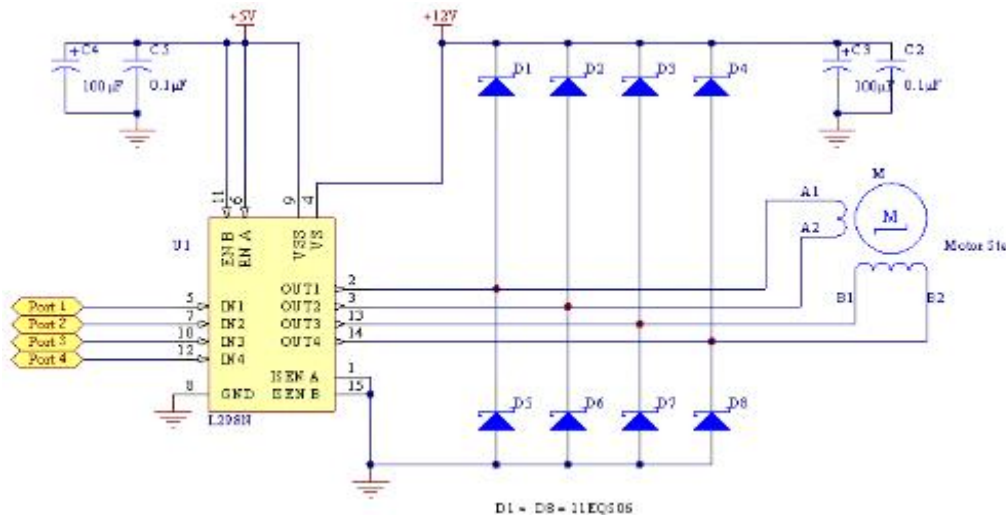 +5V
+12V
+ C4
C5
100µF
0.1µF
D1
D2
D3
D4
+ C3
C2
100µF
0.1µF
11
6
9
4
M
A1
M
U1
EN B
EN A
VSS
VS
A2
Motor Ste
OUT1
2
Port 1
5
IN1
OUT2
3
B1
B2
Port 2
7
IN2
OUT3
13
Port 3
10
IN3
OUT4
14
Port 4
12
IN4
1
8
GND
15
L298N
D5
D6
D7
D8
D1 = D8 = 11EQS06